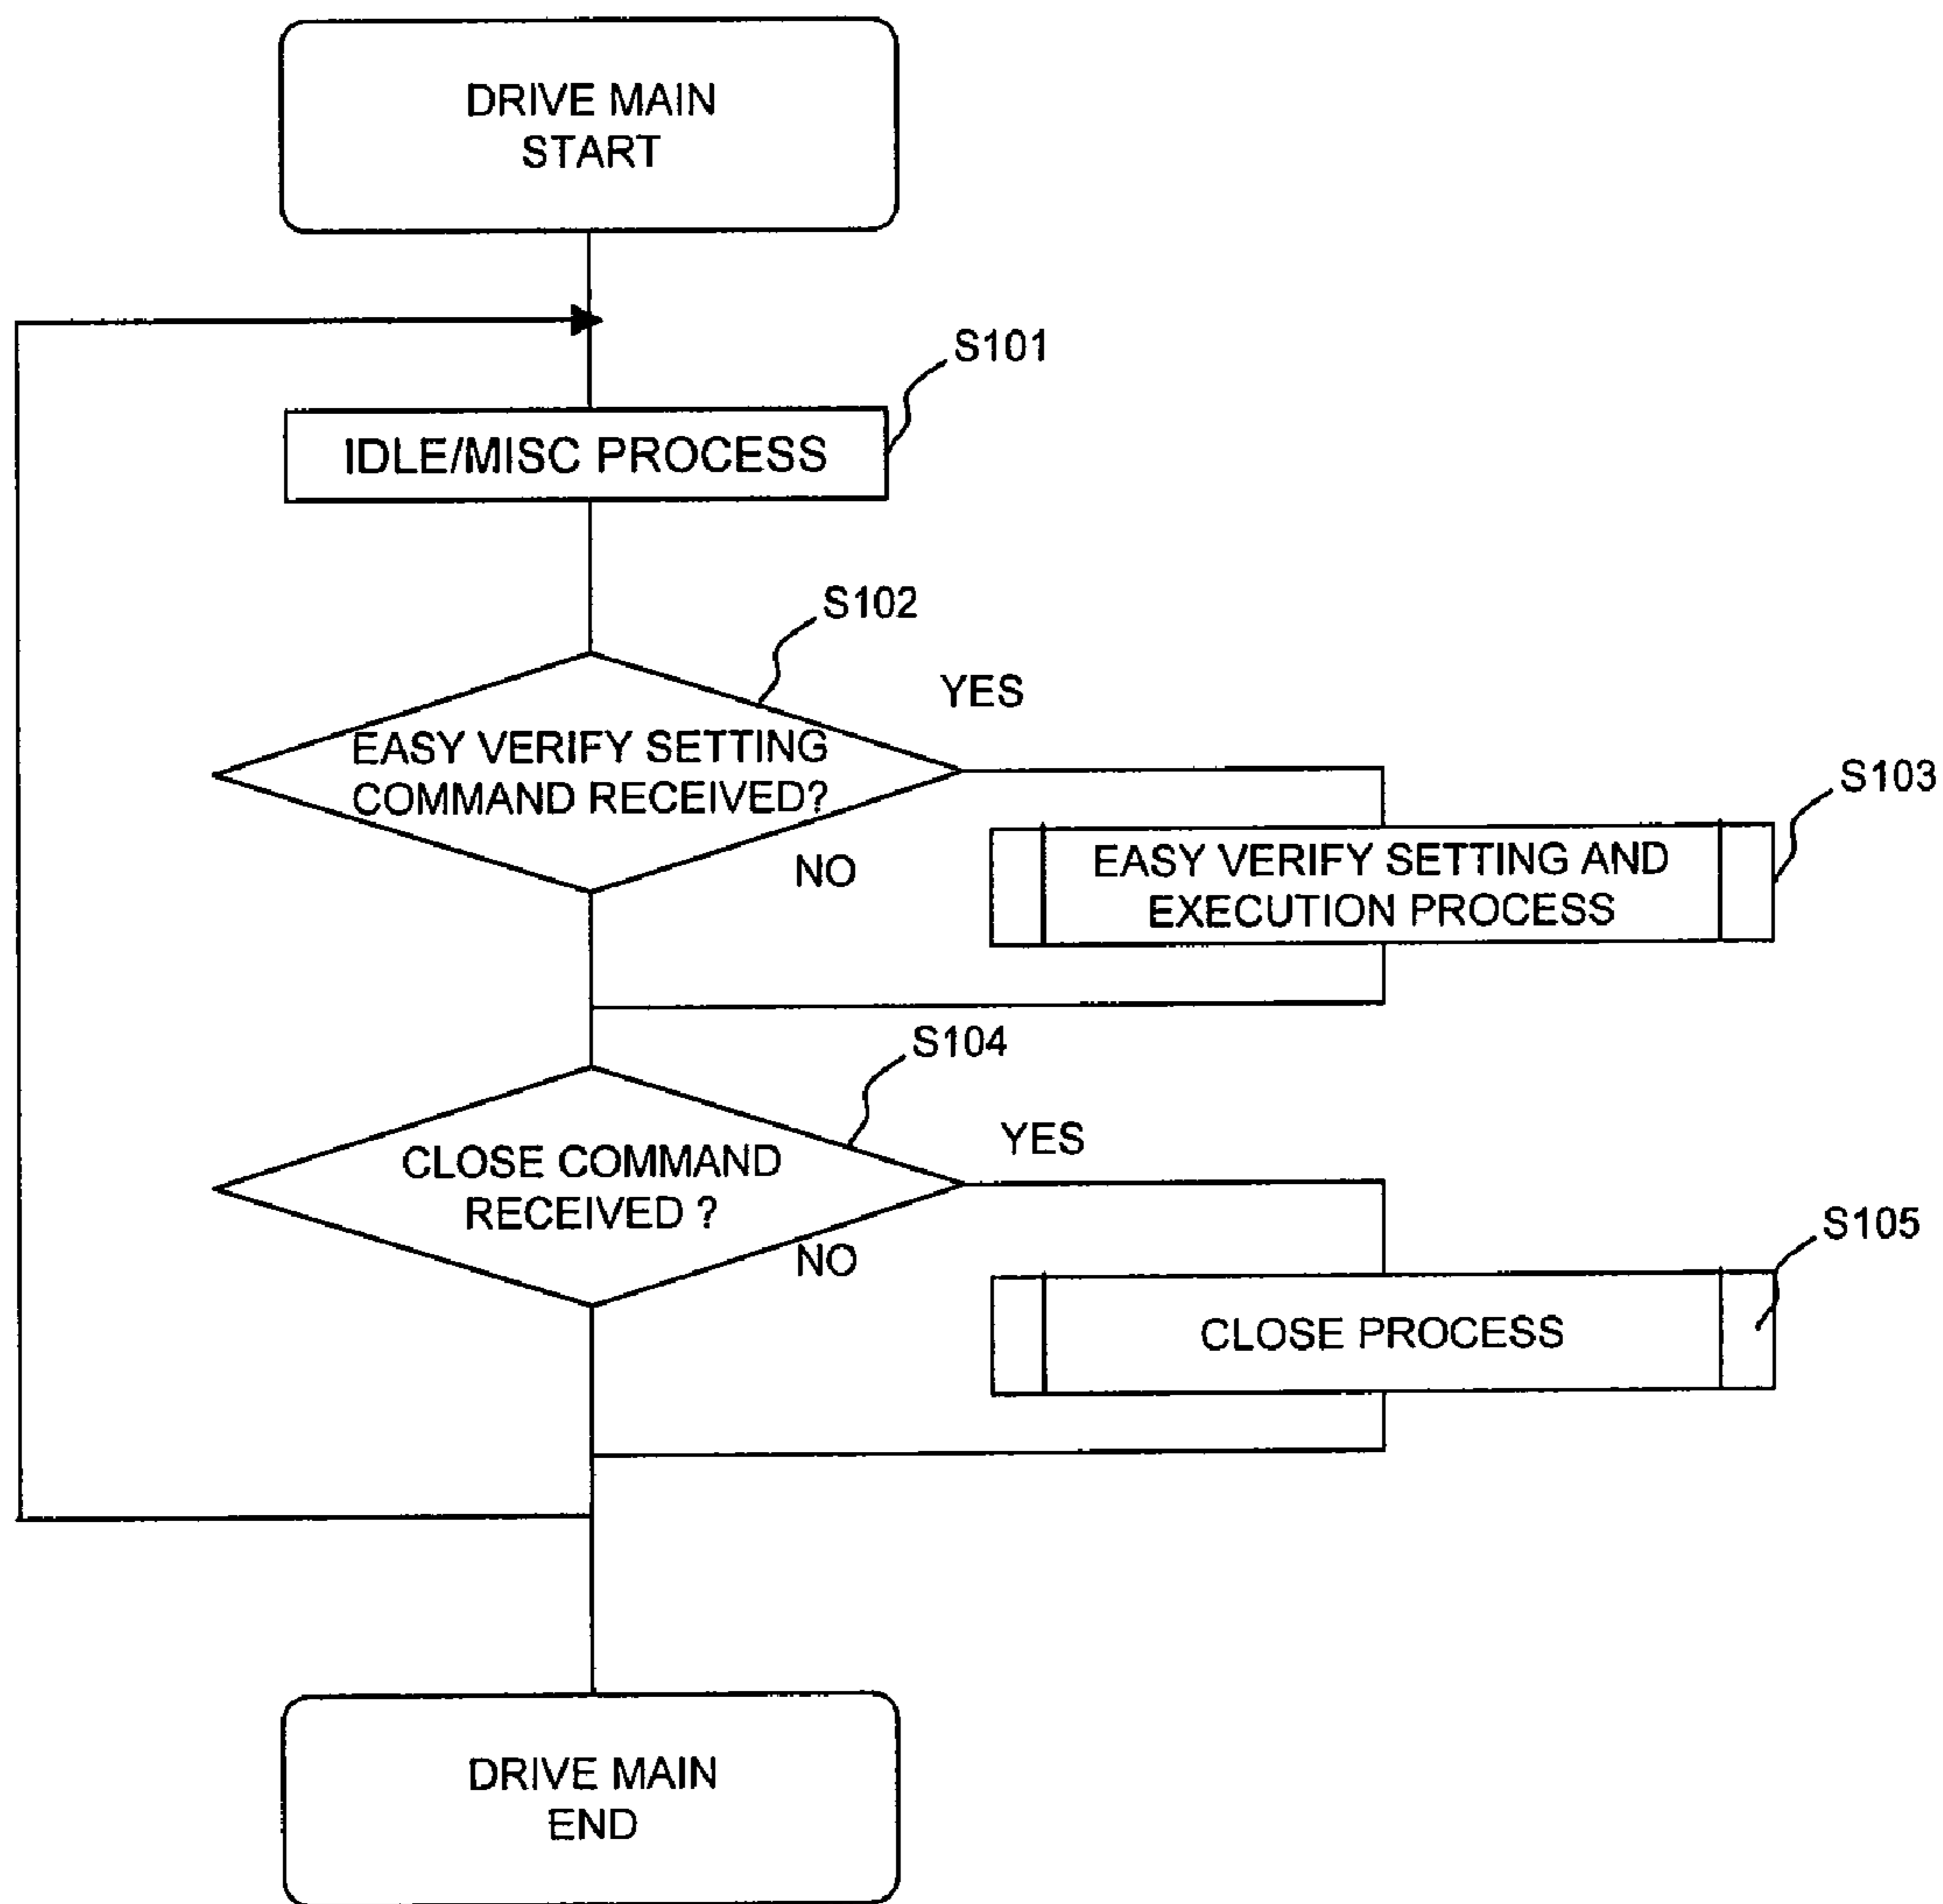 DRIVE MAIN
START
S101
IDLE/MISC PROCESS
S102
YES
EASY VERIFY SETTING
COMMAND RECEIVED?
S103
NO
EASY VERIFY SETTING AND
EXECUTION PROCESS
S104
YES
CLOSE COMMAND
RECEIVED ?
S105
NO
CLOSE PROCESS
DRIVE MAIN
END